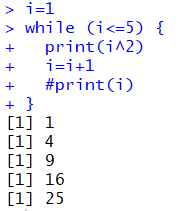 > i=1
> while (i<=5) {
+   print(i^2)
+   i=i+1
+   #print(i)
+ }
[1] 1
[1] 4
[1] 9
[1] 16
[1] 25